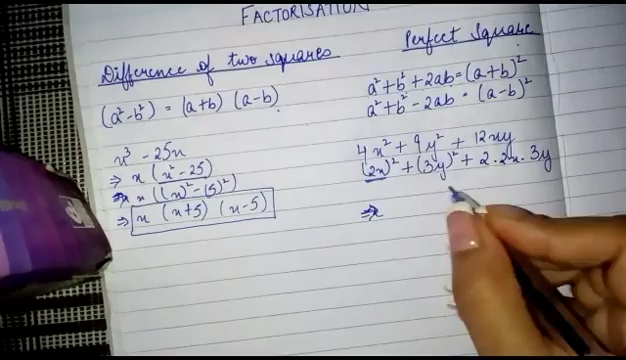 FACTORISATION
Difference of two squares
(a²-b²) = (a+b) (a-b)
x³ - 25x
⇒ x (x² - 25)
⇒ x ((x)² - (5)²)
⇒ x (x+5) (x-5)
Perfect Square
a² + b² + 2ab = (a+b)²
a² + b² - 2ab = (a-b)²
4x² + 9y² + 12xy
(2x)² + (3y)² + 2·2x·3y
⇒